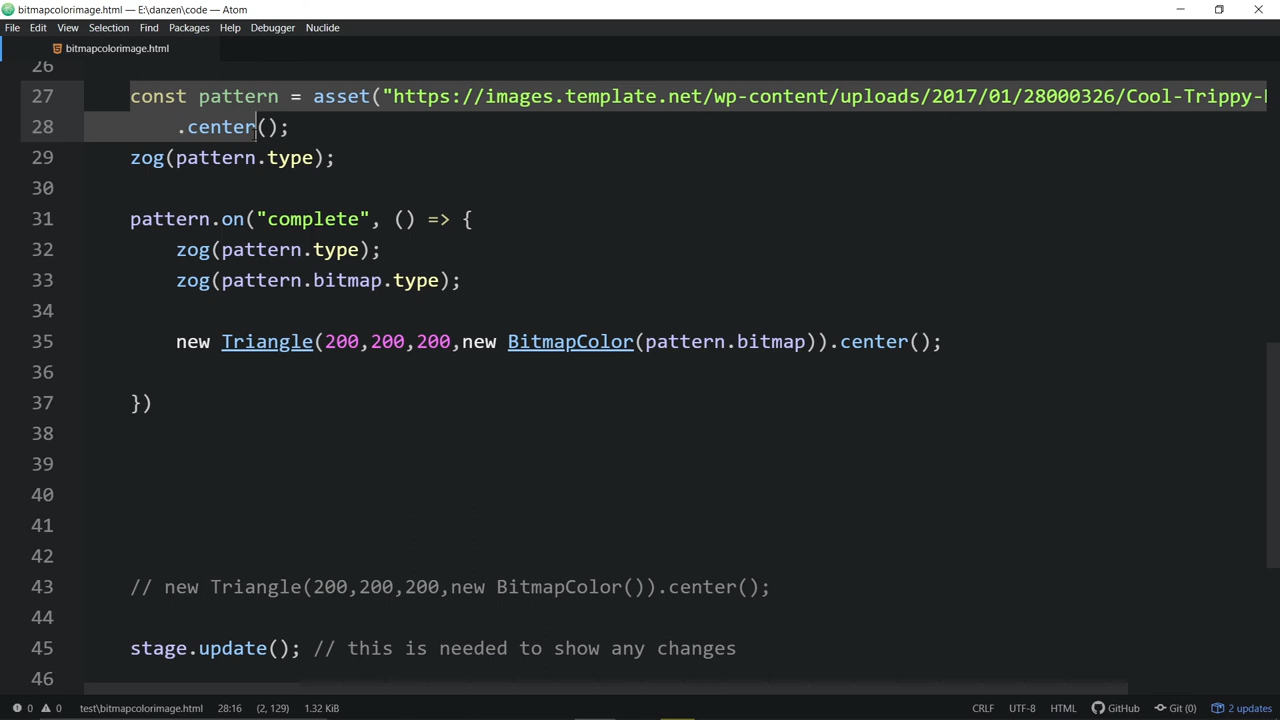 bitmapcolorimage.html — E:\danzen\code — Atom
File Edit View Selection Find Packages Help Debugger Nuclide
bitmapcolorimage.html
26
27 const pattern = asset("https://images.template.net/wp-content/uploads/2017/01/28000326/Cool-Trippy-
28 .center();
29 zog(pattern.type);
30
31 pattern.on("complete", () => {
32 zog(pattern.type);
33 zog(pattern.bitmap.type);
34
35 new Triangle(200,200,200,new BitmapColor(pattern.bitmap)).center();
36
37 })
38
39
40
41
42
43 // new Triangle(200,200,200,new BitmapColor()).center();
44
45 stage.update(); // this is needed to show any changes
46
0 0 test\bitmapcolorimage.html 28:16 (2, 129) 1.32 KiB CRLF UTF-8 HTML GitHub Git (0) 2 updates